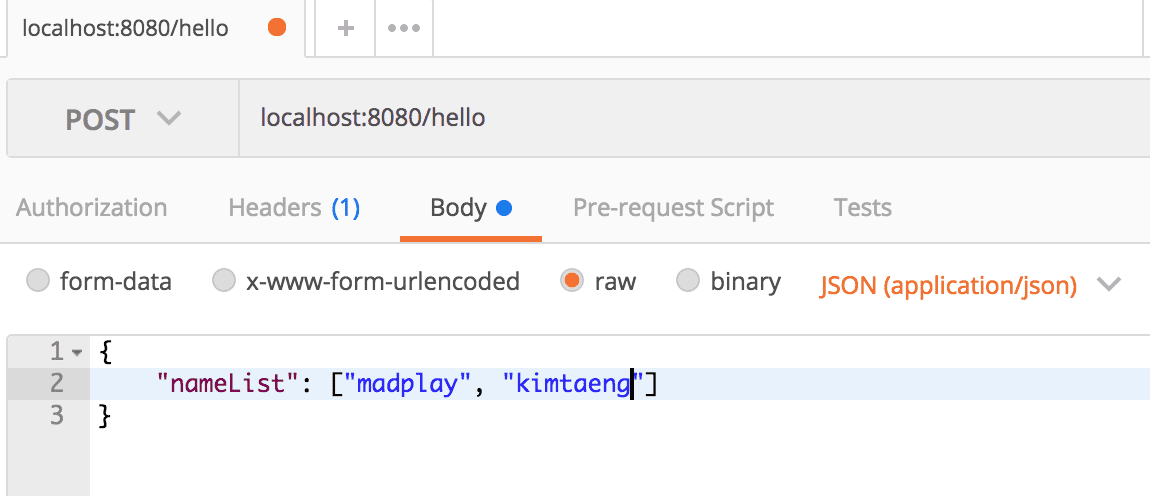 localhost:8080/hello + •••
POST localhost:8080/hello
Authorization Headers (1) Body Pre-request Script Tests
form-data x-www-form-urlencoded raw binary JSON (application/json)
1 {
2 "nameList": ["madplay", "kimtaeng"]
3 }